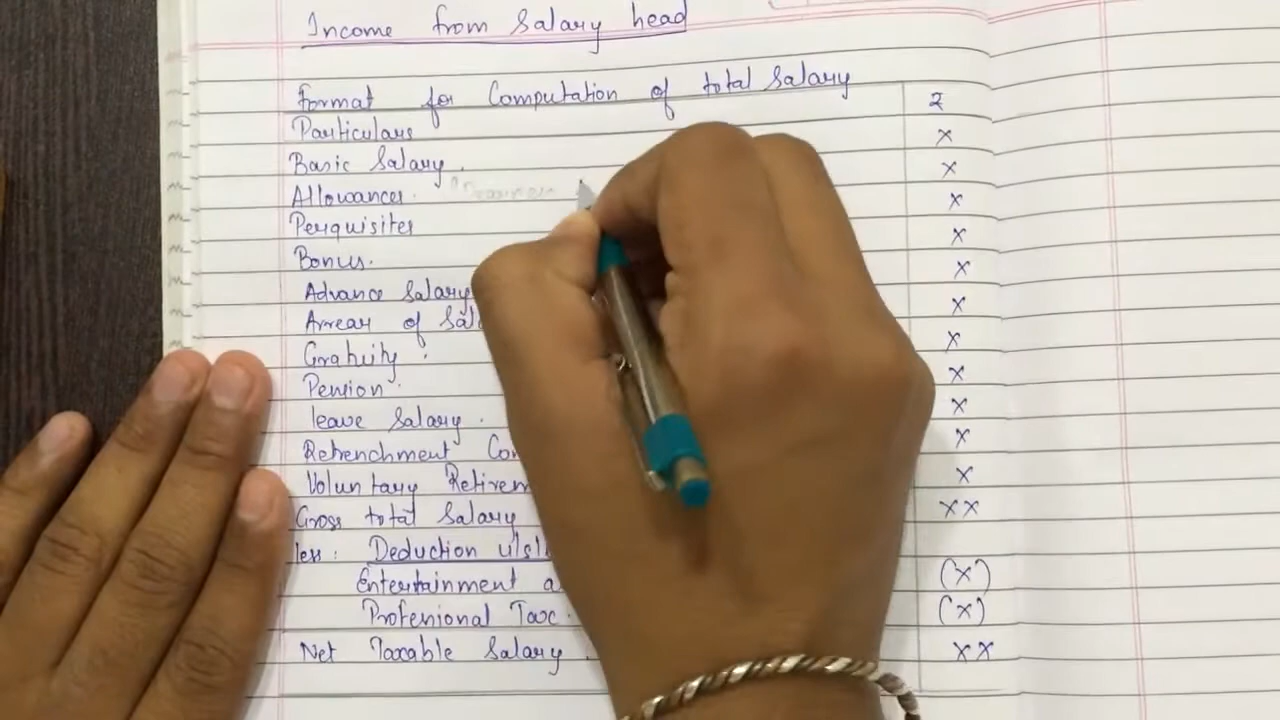 Income from Salary head
Format for Computation of total Salary
Particulars ₹
Basic Salary. x
Allowances. x
Perquisites x
Bonus. x
Advance Salary x
Arrear of x
Gratuity. x
Pension. x
leave Salary. x
Retrenchment x
Voluntary x
Gross total Salary xx
less: Deduction u/s
Entertainment (x)
Professional Tax. (x)
Net Taxable Salary. xx